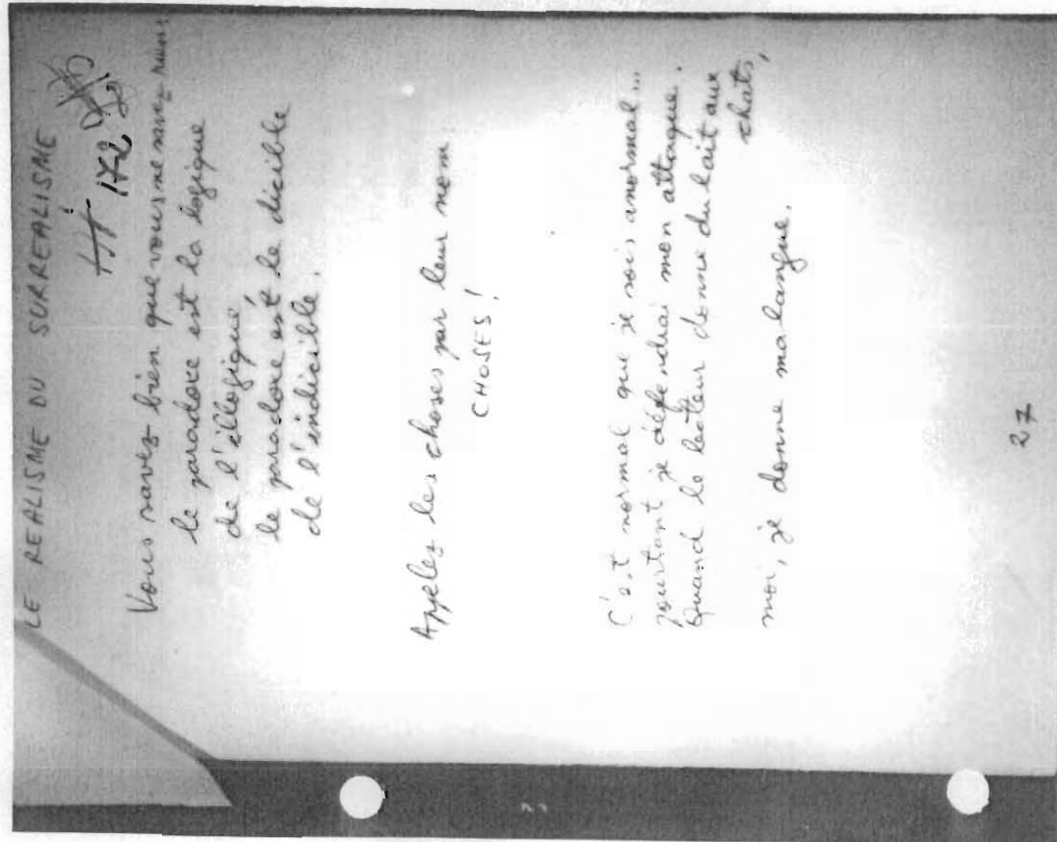 LE REALISME DU SURREALISME
172
Vous savez bien que vous ne savez rien
le paradoxe est la logique
de l'illogique,
le paradoxe est le dicible
de l'indicible.
Appelez les choses par leur nom
CHOSES!
C'est normal que je sois anormal...
pourtant je défendrai mon attaque.
Quand le lecteur donne du lait aux
chats,
moi, je donne ma langue.
27